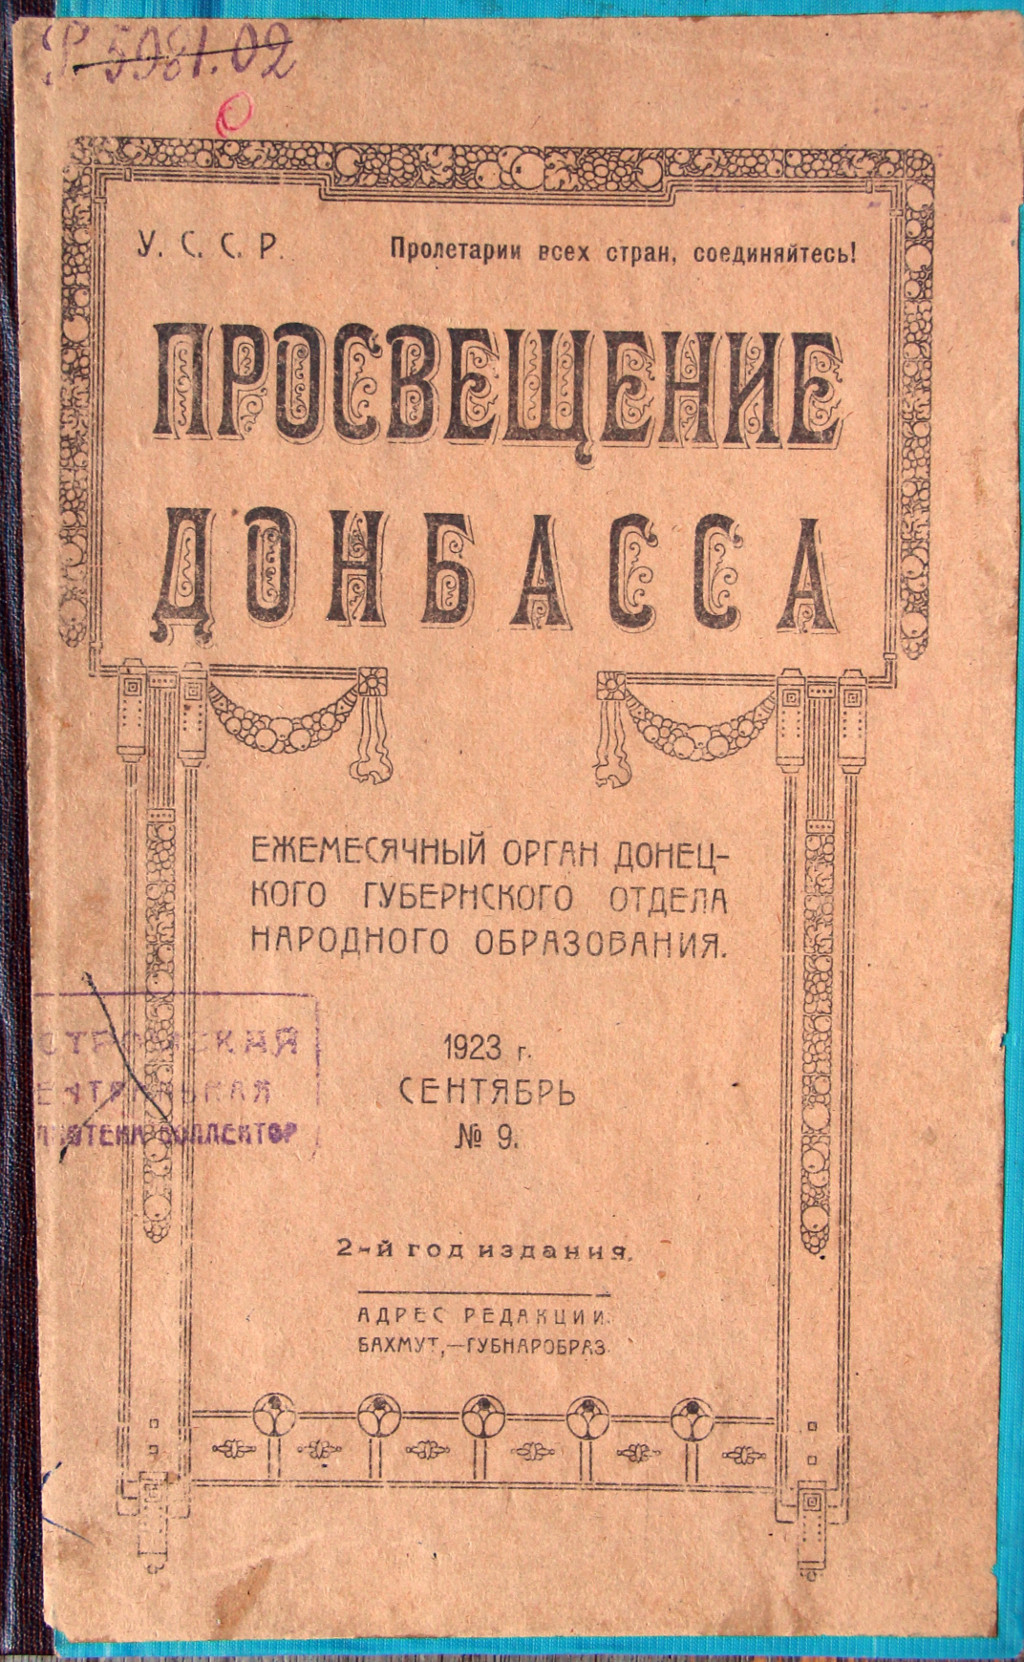 Р 5981.02
У. С. С. Р.
Пролетарии всех стран, соединяйтесь!
ПРОСВЕЩЕНИЕ
ДОНБАССА
ЕЖЕМЕСЯЧНЫЙ ОРГАН ДОНЕЦ-
КОГО ГУБЕРНСКОГО ОТДЕЛА
НАРОДНОГО ОБРАЗОВАНИЯ.
КОЛЛЕКТОР
1923 г.
СЕНТЯБРЬ
№ 9.
2-й год издания.
АДРЕС РЕДАКЦИИ:
БАХМУТ,—ГУБНАРОБРАЗ.